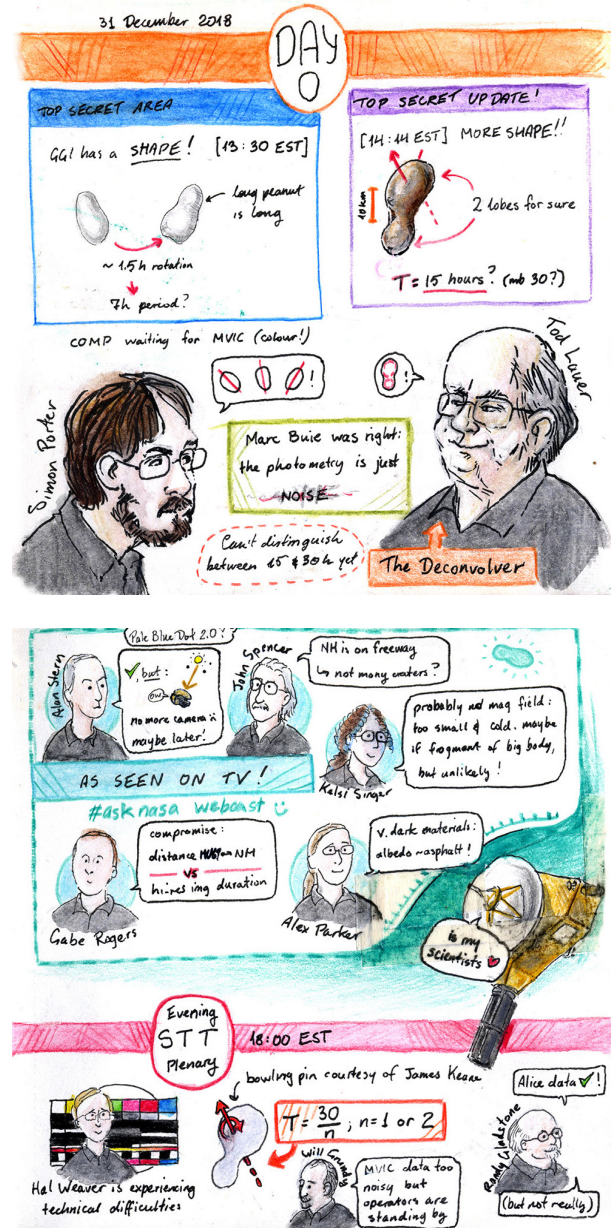 31 December 2018
DAY
0
TOP SECRET AREA
GGI has a SHAPE! [13:30 EST]
long peanut
is long
~ 1.5h rotation
7h period?
TOP SECRET UPDATE!
[14:14 EST] MORE SHAPE!!
10km
2 lobes for sure
T = 15 hours? (mb 30?)
COMP waiting for MVIC (colour!)
Simon Porter
!
!
Tod Lauer
Marc Buie was right:
the photometry is just
NOISE
Can't distinguish
between 15 & 30h yet
The Deconvolver
Pale Blue Dot 2.0?
Alan Stern
✓, but:
ow
no more camera
maybe later!
John Spencer
NH is on freeway
↳ not many craters?
probably no mag field:
too small & cold. maybe
if fragment of big body,
but unlikely!
Kelsi Singer
AS SEEN ON TV!
#asknasa webcast
compromise:
distance NH
VS
hi-res img duration
Gabe Rogers
v. dark materials:
albedo ~asphalt!
Alex Parker
is my
scientists
Evening
STT
Plenary
18:00 EST
bowling pin courtesy of James Keane
T = 30/n ; n = 1 or 2
Hal Weaver is experiencing
technical difficulties
Will Grundy
MVIC data too
noisy but
operators are
standing by
Alice data ✓!
Randy Gladstone
(but not really)